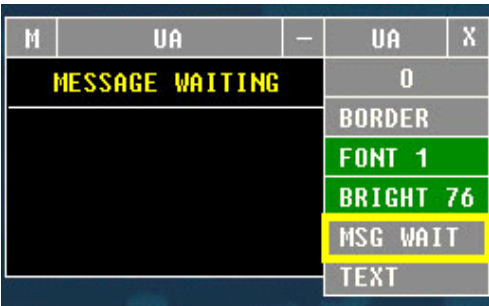 M UA – UA X
MESSAGE WAITING
0
BORDER
FONT 1
BRIGHT 76
MSG WAIT
TEXT